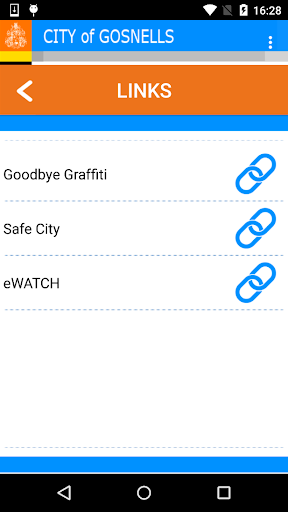 16:28
CITY of GOSNELLS
LINKS
Goodbye Graffiti
Safe City
eWATCH